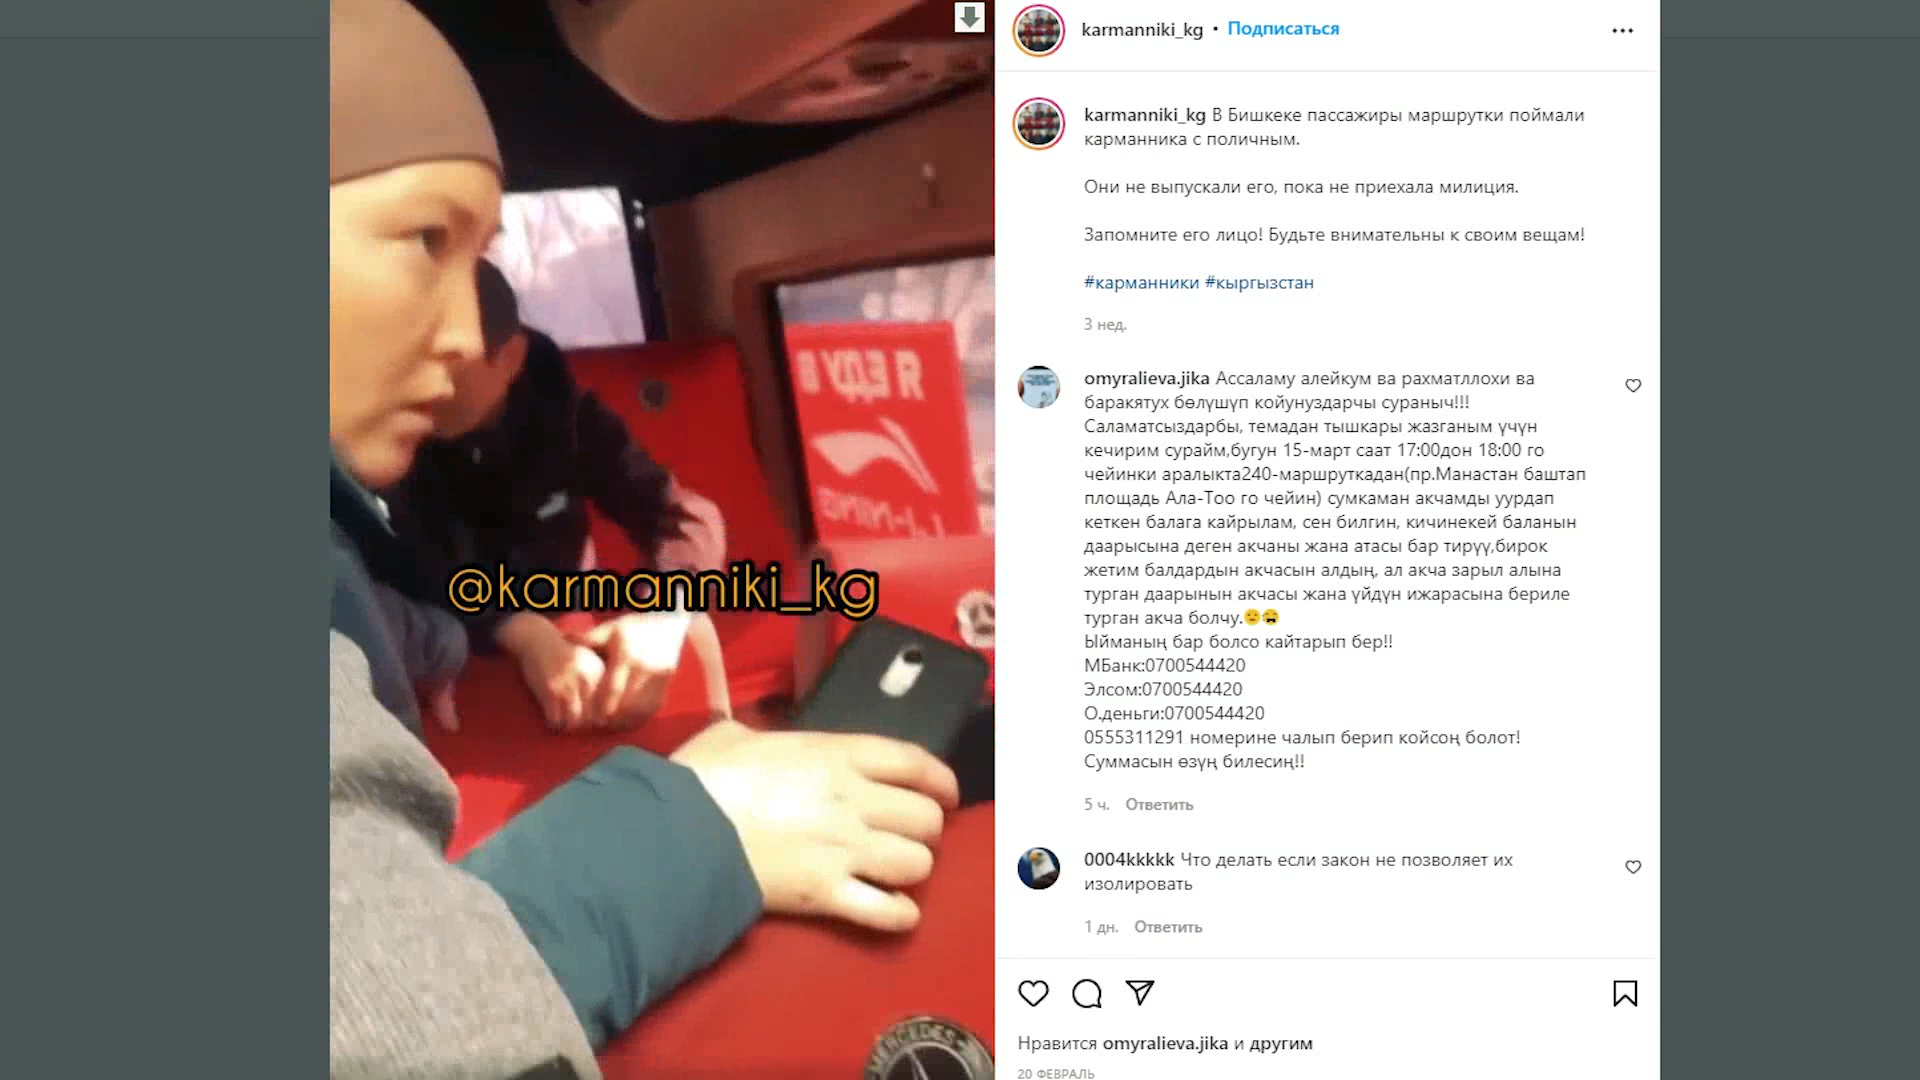 karmanniki_kg • Подписаться
karmanniki_kg В Бишкеке пассажиры маршрутки поймали
карманника с поличным.
Они не выпускали его, пока не приехала милиция.
Запомните его лицо! Будьте внимательны к своим вещам!
#карманники #кыргызстан
3 нед.
omyralieva.jika Ассаламу алейкум ва рахматллохи ва
баракятух бөлүшүп койунуздарчы сураныч!!!
Саламатсыздарбы, темадан тышкары жазганым үчүн
кечирим сурайм,бугун 15-март саат 17:00дон 18:00 го
чейинки аралыкта240-маршруткадан(пр.Манастан баштап
площадь Ала-Тоо го чейин) сумкаман акчамды уурдап
кеткен балага кайрылам, сен билгин, кичинекей баланын
даарысына деген акчаны жана атасы бар тирүү,бирок
жетим балдардын акчасын алдың, ал акча зарыл алына
турган даарынын акчасы жана үйдүн ижарасына бериле
турган акча болчу.😌😭
Ыйманың бар болсо кайтарып бер!!
МБанк:0700544420
Элсом:0700544420
О.деньги:0700544420
0555311291 номерине чалып берип койсоң болот!
Суммасын өзүң билесиң!!
5 ч. Ответить
0004kkkkk Что делать если закон не позволяет их
изолировать
1 дн. Ответить
Нравится omyralieva.jika и другим
20 ФЕВРАЛЬ
@karmanniki_kg
Я ЕДУ В
LI-NING
MERCEDES-